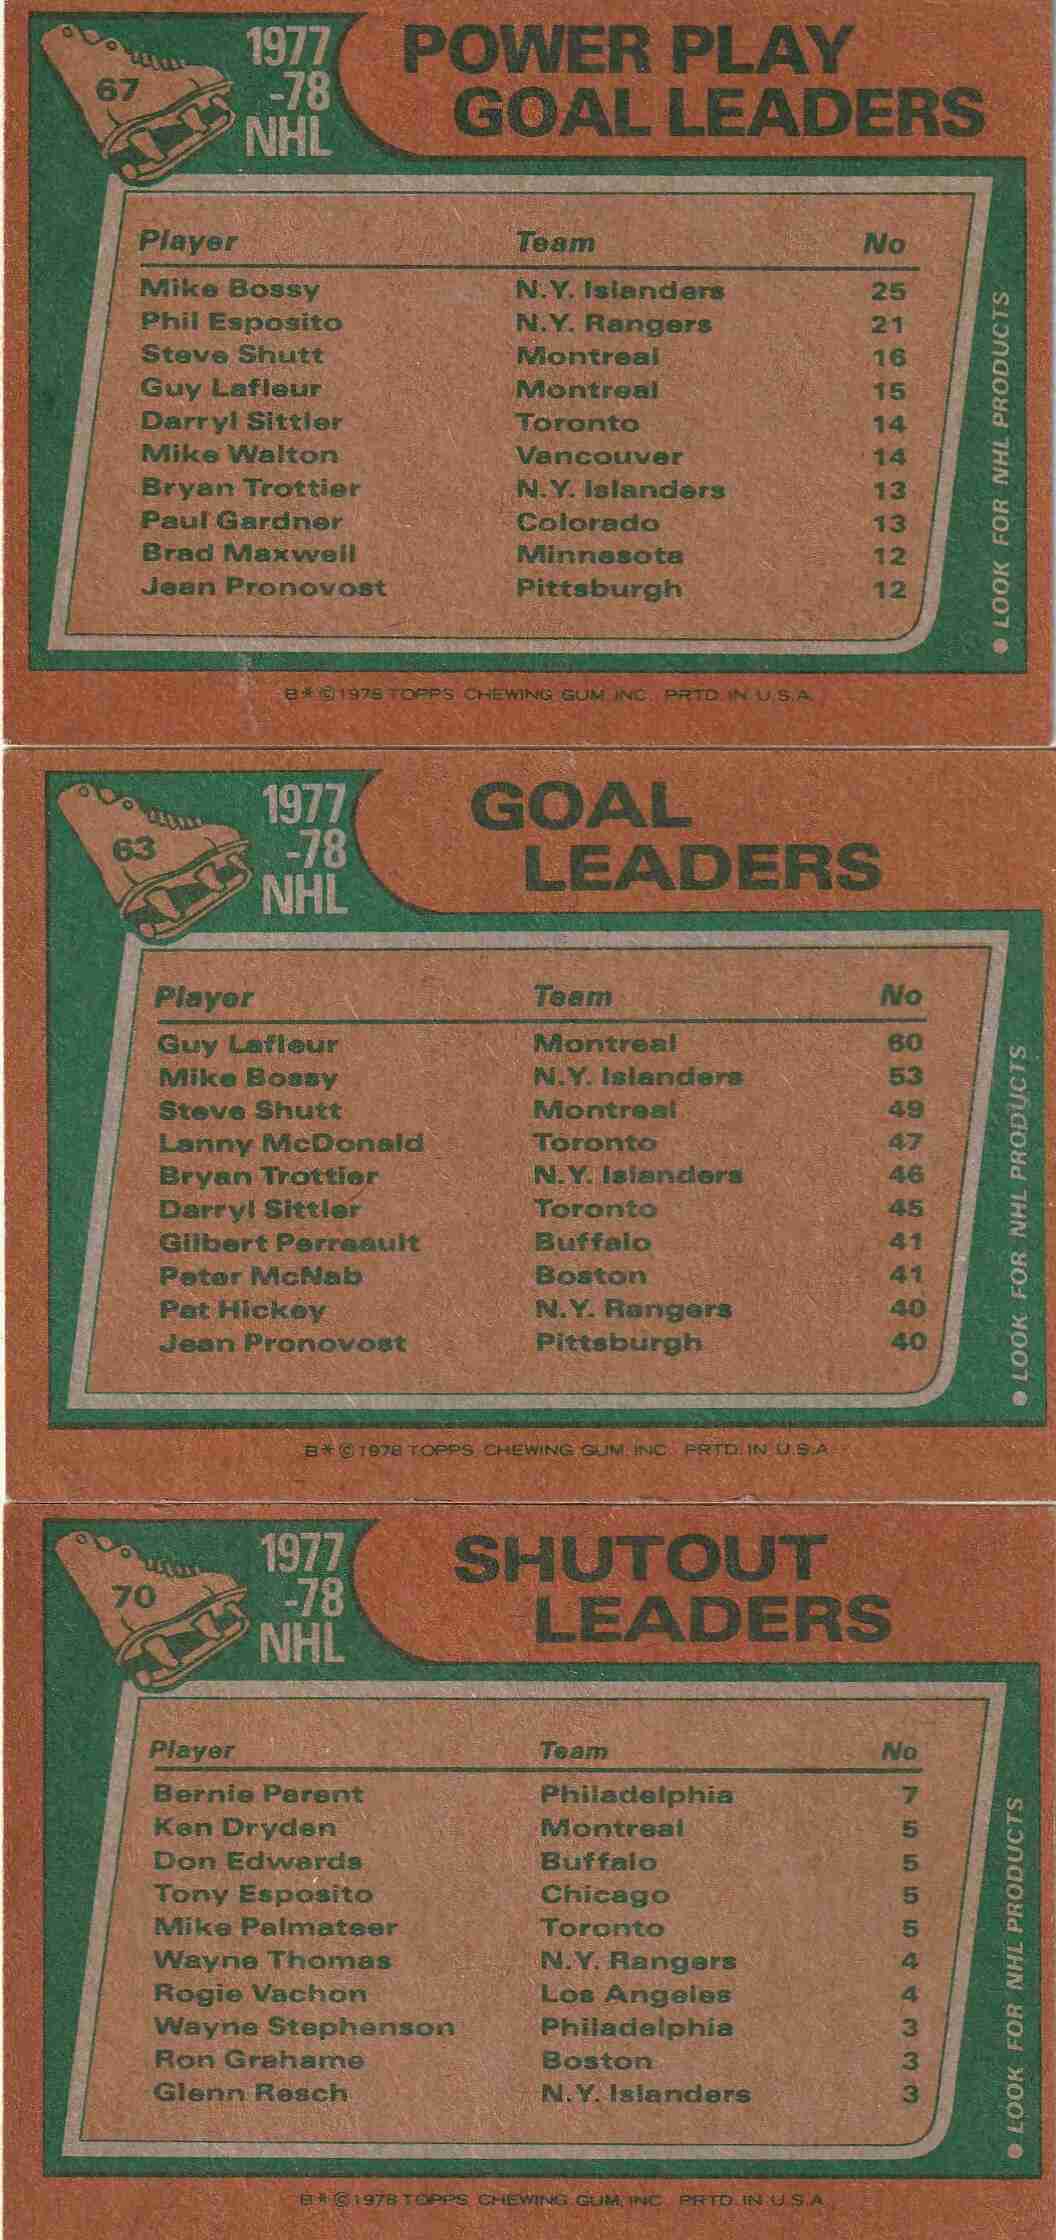 67
1977
-78
NHL
POWER PLAY
GOAL LEADERS
Player Team No
Mike Bossy N.Y. Islanders 25
Phil Esposito N.Y. Rangers 21
Steve Shutt Montreal 16
Guy Lafleur Montreal 15
Darryl Sittler Toronto 14
Mike Walton Vancouver 14
Bryan Trottier N.Y. Islanders 13
Paul Gardner Colorado 13
Brad Maxwell Minnesota 12
Jean Pronovost Pittsburgh 12
● LOOK FOR NHL PRODUCTS
B*©1978 TOPPS CHEWING GUM, INC. PRTD. IN U.S.A.
63
1977
-78
NHL
GOAL
LEADERS
Player Team No
Guy Lafleur Montreal 60
Mike Bossy N.Y. Islanders 53
Steve Shutt Montreal 49
Lanny McDonald Toronto 47
Bryan Trottier N.Y. Islanders 46
Darryl Sittler Toronto 45
Gilbert Perreault Buffalo 41
Peter McNab Boston 41
Pat Hickey N.Y. Rangers 40
Jean Pronovost Pittsburgh 40
● LOOK FOR NHL PRODUCTS
B*©1978 TOPPS CHEWING GUM, INC. PRTD. IN U.S.A.
70
1977
-78
NHL
SHUTOUT
LEADERS
Player Team No
Bernie Parent Philadelphia 7
Ken Dryden Montreal 5
Don Edwards Buffalo 5
Tony Esposito Chicago 5
Mike Palmateer Toronto 5
Wayne Thomas N.Y. Rangers 4
Rogie Vachon Los Angeles 4
Wayne Stephenson Philadelphia 3
Ron Grahame Boston 3
Glenn Resch N.Y. Islanders 3
● LOOK FOR NHL PRODUCTS
B*©1978 TOPPS CHEWING GUM, INC. PRTD. IN U.S.A.